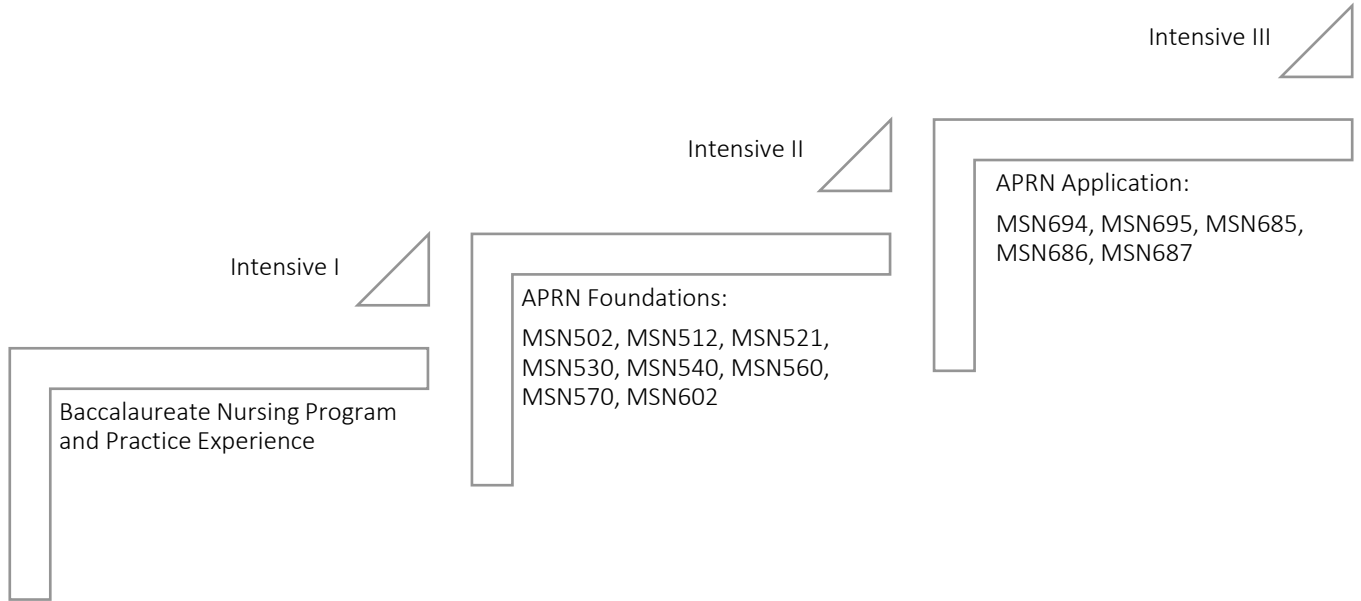 Intensive III
Intensive II
APRN Application:
MSN694, MSN695, MSN685,
MSN686, MSN687
Intensive I
APRN Foundations:
MSN502, MSN512, MSN521,
MSN530, MSN540, MSN560,
MSN570, MSN602
Baccalaureate Nursing Program
and Practice Experience